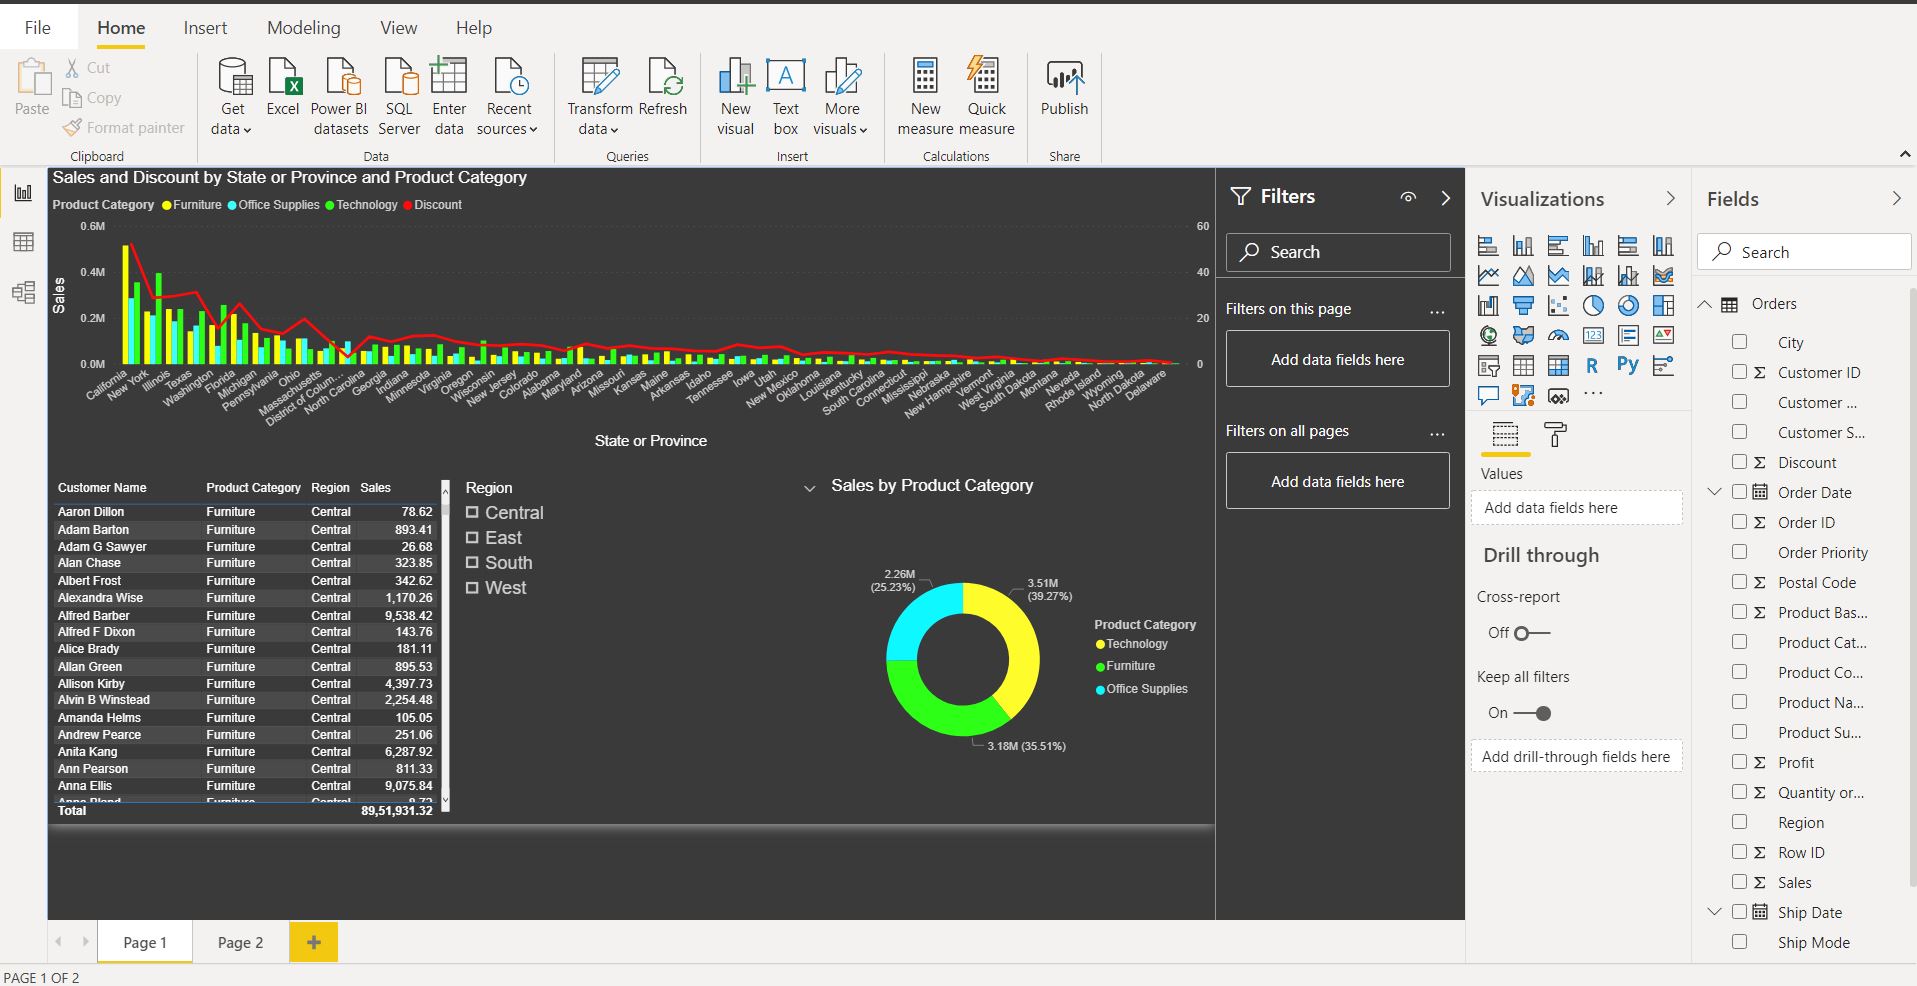 File Home Insert Modeling View Help
Paste
Cut
Copy
Format painter
Clipboard
Get data
Excel
Power BI datasets
SQL Server
Enter data
Recent sources
Data
Transform data
Refresh
Queries
New visual
Text box
More visuals
Insert
New measure
Quick measure
Calculations
Publish
Share
Sales and Discount by State or Province and Product Category
Product Category Furniture Office Supplies Technology Discount
0.6M
0.4M
0.2M
0.0M
Sales
60
40
20
0
California
New York
Illinois
Texas
Washington
Florida
Michigan
Pennsylvania
Ohio
Massachusetts
District of Colum...
North Carolina
Georgia
Indiana
Minnesota
Virginia
Oregon
Wisconsin
New Jersey
Colorado
Alabama
Maryland
Arizona
Missouri
Kansas
Maine
Arkansas
Idaho
Tennessee
Iowa
Utah
New Mexico
Oklahoma
Louisiana
Kentucky
South Carolina
Connecticut
Mississippi
Nebraska
New Hampshire
Vermont
West Virginia
South Dakota
Montana
Nevada
Rhode Island
Wyoming
North Dakota
Delaware
State or Province
Customer Name Product Category Region Sales
Aaron Dillon Furniture Central 78.62
Adam Barton Furniture Central 893.41
Adam G Sawyer Furniture Central 26.68
Alan Chase Furniture Central 323.85
Albert Frost Furniture Central 342.62
Alexandra Wise Furniture Central 1,170.26
Alfred Barber Furniture Central 9,538.42
Alfred F Dixon Furniture Central 143.76
Alice Brady Furniture Central 181.11
Allan Green Furniture Central 895.53
Allison Kirby Furniture Central 4,397.73
Alvin B Winstead Furniture Central 2,254.48
Amanda Helms Furniture Central 105.05
Andrew Pearce Furniture Central 251.06
Anita Kang Furniture Central 6,287.92
Ann Pearson Furniture Central 811.33
Anna Ellis Furniture Central 9,075.84
Total 89,51,931.32
Region
Central
East
South
West
Sales by Product Category
2.26M
(25.23%)
3.51M
(39.27%)
3.18M (35.51%)
Product Category
Technology
Furniture
Office Supplies
Filters
Search
Filters on this page ...
Add data fields here
Filters on all pages ...
Add data fields here
Visualizations
123
R
Py
...
Values
Add data fields here
Drill through
Cross-report
Off
Keep all filters
On
Add drill-through fields here
Fields
Search
Orders
City
Σ Customer ID
Customer ...
Customer S...
Σ Discount
Order Date
Σ Order ID
Order Priority
Σ Postal Code
Σ Product Bas...
Product Cat...
Product Co...
Product Na...
Product Su...
Σ Profit
Σ Quantity or...
Region
Σ Row ID
Σ Sales
Ship Date
Ship Mode
Page 1 Page 2 +
PAGE 1 OF 2